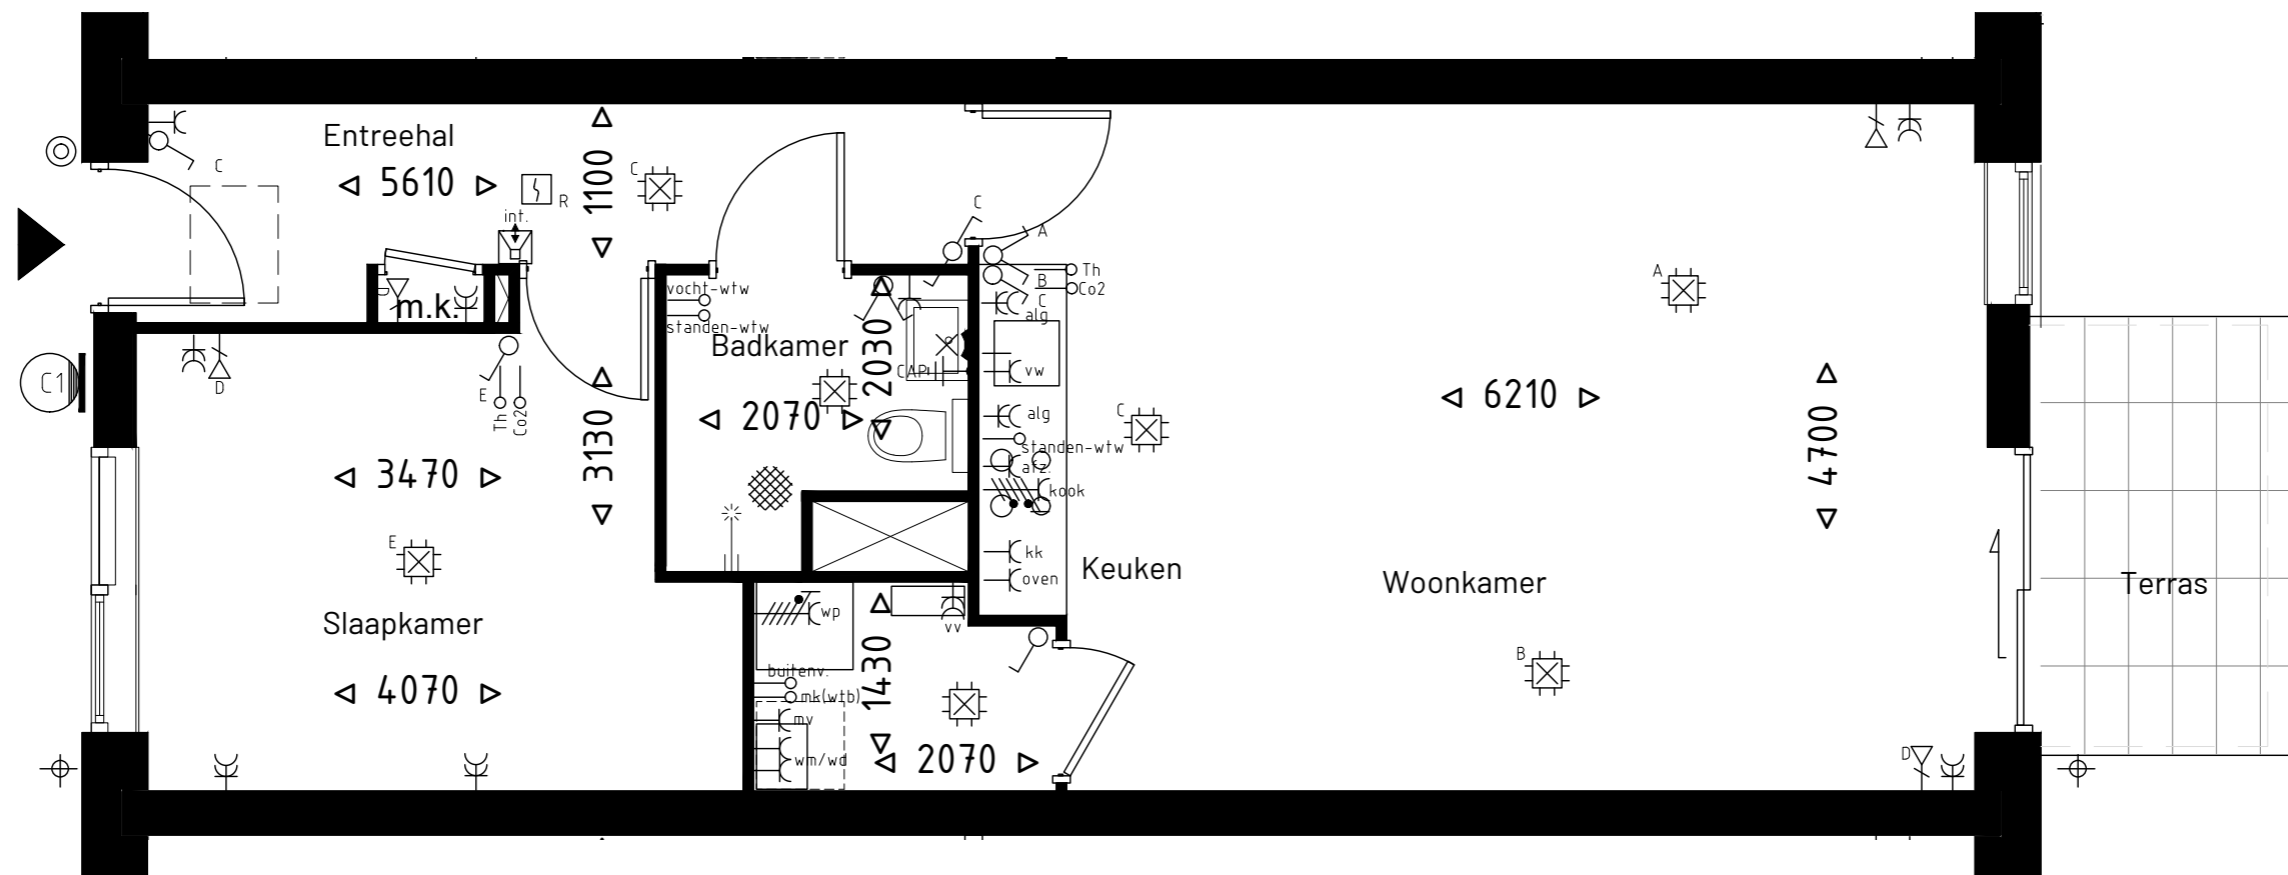 Entreehal
5610
1100
C
C
R
int.
C1
D
m.k.
D
E
Th
Co2
3130
3470
E
Slaapkamer
4070
vocht-wtw
standen-wtw
Badkamer
2030
CAP
2070
C
A
B
C
Th
Co2
alg
vw
alg
standen-wtw
afz.
kook
kk
oven
C
Keuken
wp
vv
buitenv.
mk(wtb)
mv
wm/wd
1430
2070
A
6210
4700
Woonkamer
B
D
Terras